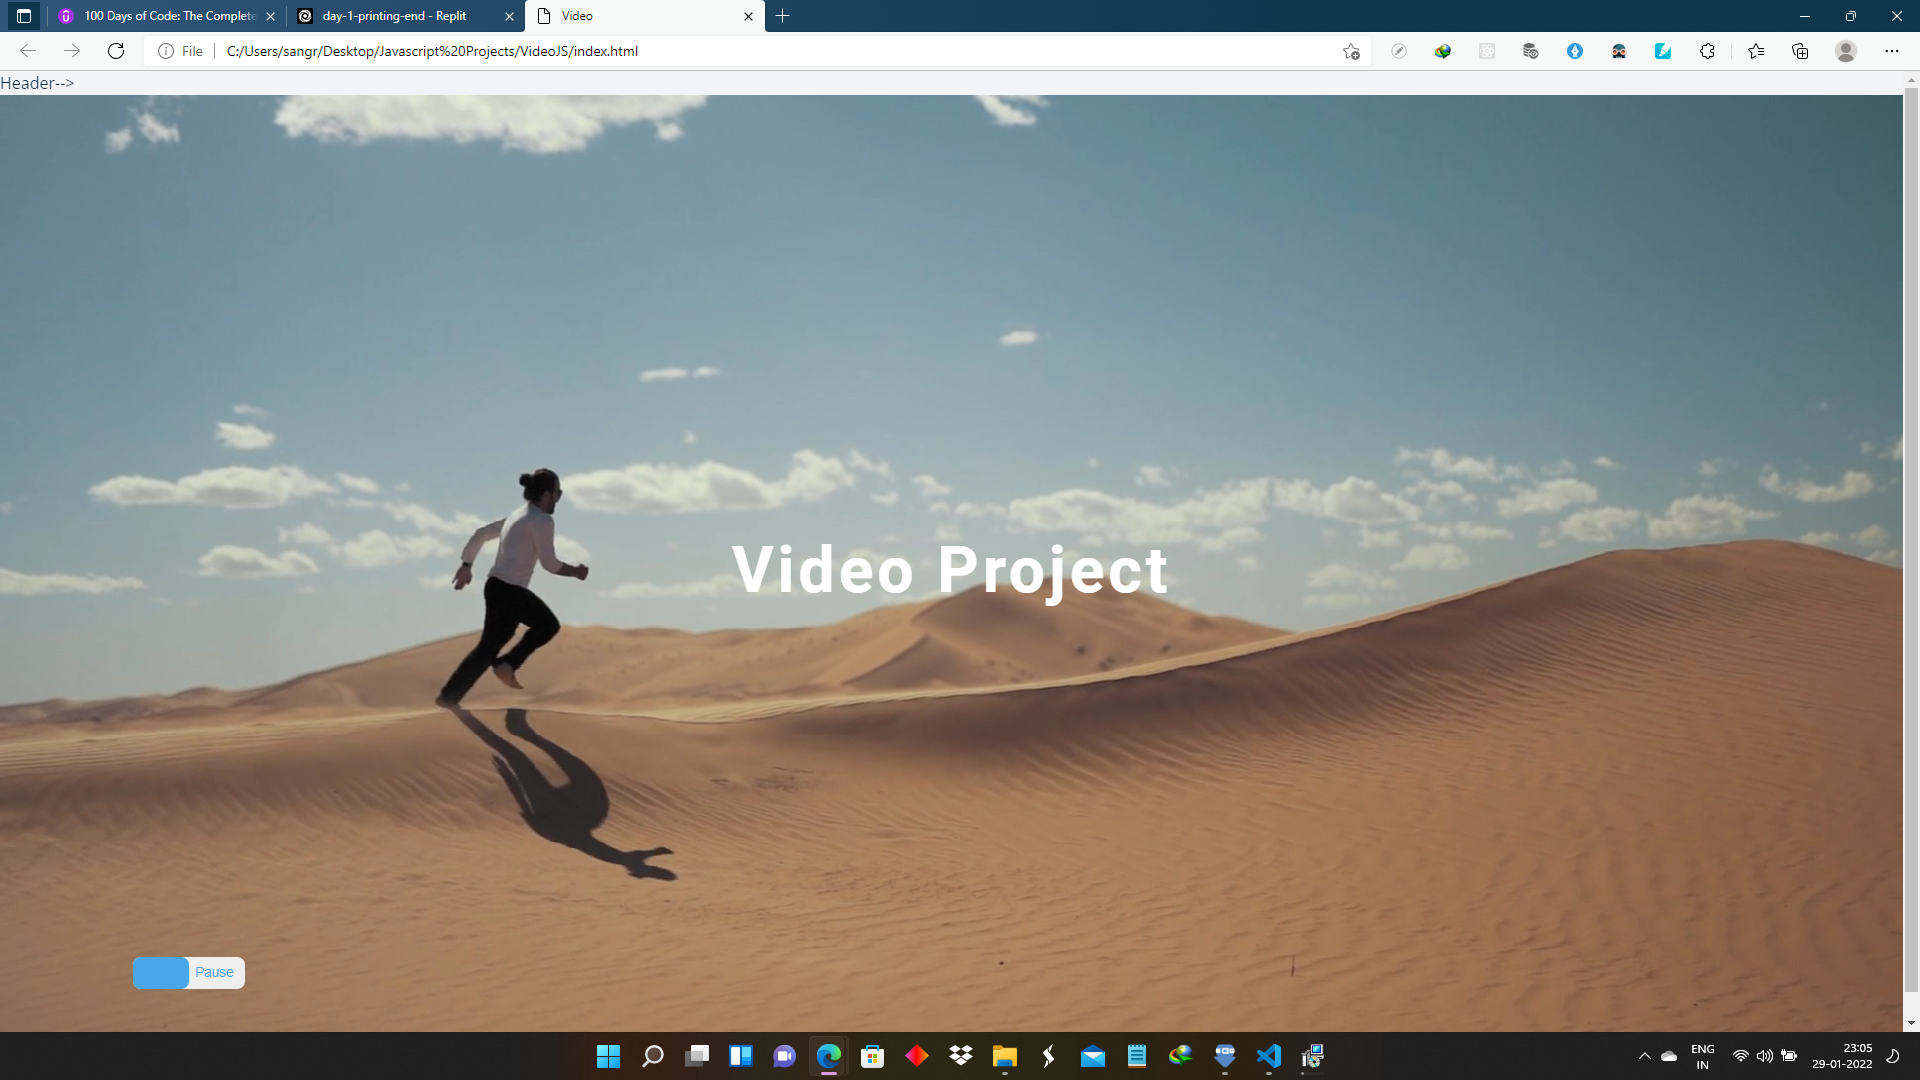 100 Days of Code: The Complete
day-1-printing-end - Replit
Video
File
C:/Users/sangr/Desktop/Javascript%20Projects/VideoJS/index.html
Header-->
Video Project
Pause
ENG
IN
23:05
29-01-2022